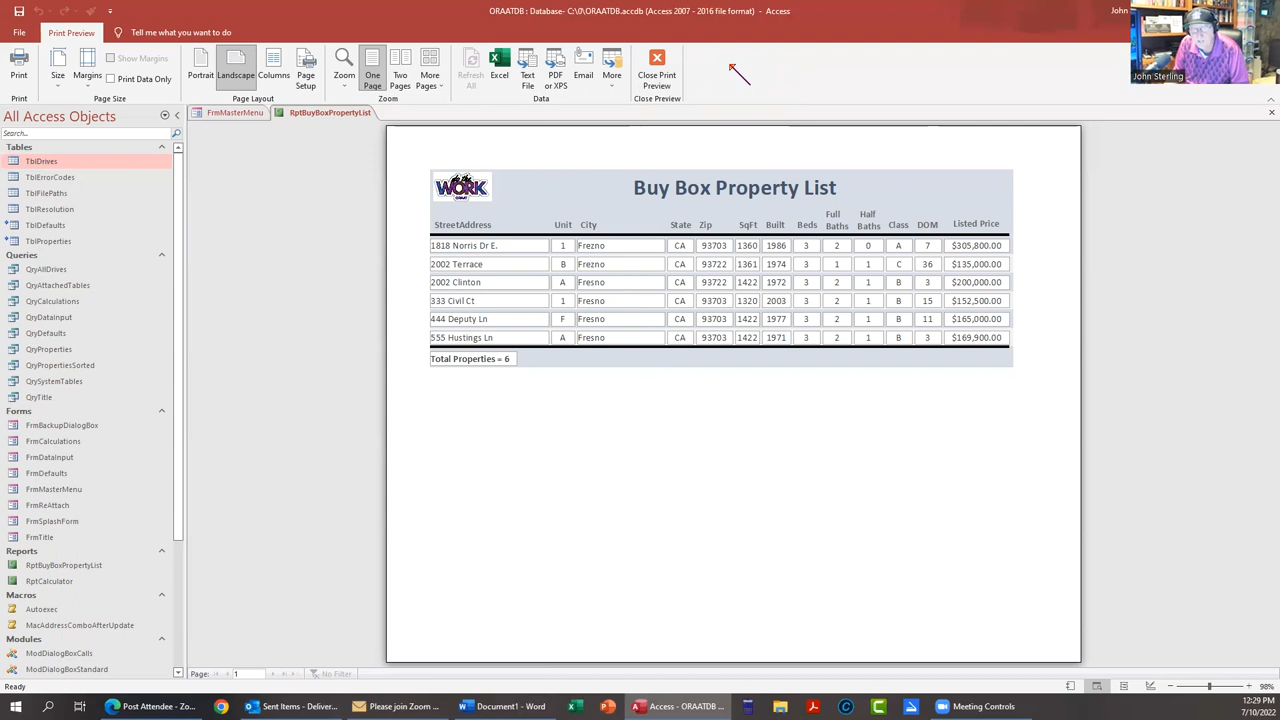 ORAATDB : Database- C:\0\ORAATDB.accdb (Access 2007 - 2016 file format) - Access
John
File
Print Preview
Tell me what you want to do
Print
Size
Margins
Show Margins
Print Data Only
Portrait
Landscape
Columns
Page Setup
Zoom
One Page
Two Pages
More Pages
Refresh All
Excel
Text File
PDF or XPS
Email
More
Close Print Preview
Print
Page Size
Page Layout
Zoom
Data
Close Preview
John Sterling
All Access Objects
Search...
Tables
TblDrives
TblErrorCodes
TblFilePaths
TblResolution
TblDefaults
TblProperties
Queries
QryAllDrives
QryAttachedTables
QryCalculations
QryDataInput
QryDefaults
QryProperties
QryPropertiesSorted
QrySystemTables
QryTitle
Forms
FrmBackupDialogBox
FrmCalculations
FrmDataInput
FrmDefaults
FrmMasterMenu
FrmReAttach
FrmSplashForm
FrmTitle
Reports
RptBuyBoxPropertyList
RptCalculator
Macros
Autoexec
MacAddressComboAfterUpdate
Modules
ModDialogBoxCalls
ModDialogBoxStandard
FrmMasterMenu
RptBuyBoxPropertyList
WORK
Buy Box Property List
StreetAddress Unit City State Zip SqFt Built Beds Full Baths Half Baths Class DOM Listed Price
1818 Norris Dr E. 1 Frezno CA 93703 1360 1986 3 2 0 A 7 $305,800.00
2002 Terrace B Frezno CA 93722 1361 1974 3 1 1 C 36 $135,000.00
2002 Clinton A Fresno CA 93722 1422 1972 3 2 1 B 3 $200,000.00
333 Civil Ct 1 Fresno CA 93703 1320 2003 3 2 1 B 15 $152,500.00
444 Deputy Ln F Fresno CA 93703 1422 1977 3 2 1 B 11 $165,000.00
555 Hustings Ln A Fresno CA 93703 1422 1971 3 2 1 B 3 $169,900.00
Total Properties = 6
Page: 1
No Filter
Ready
98%
Post Attendee - Zo...
Sent Items - Deliver...
Please join Zoom ...
Document1 - Word
Access - ORAATDB ...
Meeting Controls
12:29 PM
7/10/2022